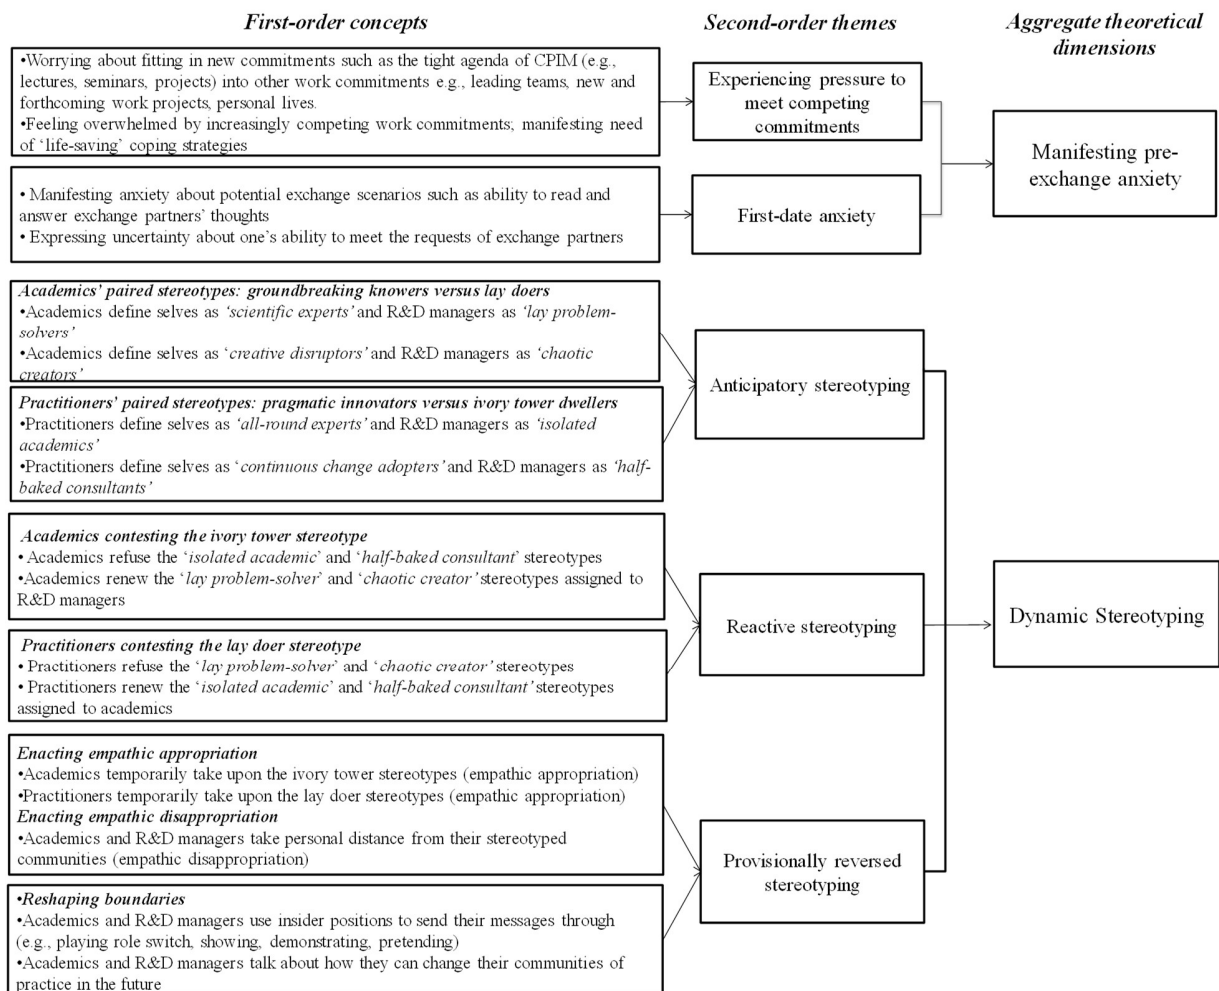 First-order concepts
Second-order themes
Aggregate theoretical
dimensions
•Worrying about fitting in new commitments such as the tight agenda of CPIM (e.g.,
lectures, seminars, projects) into other work commitments e.g., leading teams, new and
forthcoming work projects, personal lives.
•Feeling overwhelmed by increasingly competing work commitments; manifesting need
of ‘life-saving’ coping strategies
Experiencing pressure to
meet competing
commitments
Manifesting pre-
exchange anxiety
• Manifesting anxiety about potential exchange scenarios such as ability to read and
answer exchange partners’ thoughts
• Expressing uncertainty about one’s ability to meet the requests of exchange partners
First-date anxiety
Academics’ paired stereotypes: groundbreaking knowers versus lay doers
•Academics define selves as ‘scientific experts’ and R&D managers as ‘lay problem-
solvers’
•Academics define selves as ‘creative disruptors’ and R&D managers as ‘chaotic
creators’
Practitioners’ paired stereotypes: pragmatic innovators versus ivory tower dwellers
•Practitioners define selves as ‘all-round experts’ and R&D managers as ‘isolated
academics’
•Practitioners define selves as ‘continuous change adopters’ and R&D managers as ‘half-
baked consultants’
Anticipatory stereotyping
Academics contesting the ivory tower stereotype
• Academics refuse the ‘isolated academic’ and ‘half-baked consultant’ stereotypes
•Academics renew the ‘lay problem-solver’ and ‘chaotic creator’ stereotypes assigned to
R&D managers
Practitioners contesting the lay doer stereotype
• Practitioners refuse the ‘lay problem-solver’ and ‘chaotic creator’ stereotypes
• Practitioners renew the ‘isolated academic’ and ‘half-baked consultant’ stereotypes
assigned to academics
Reactive stereotyping
Dynamic Stereotyping
Enacting empathic appropriation
•Academics temporarily take upon the ivory tower stereotypes (empathic appropriation)
•Practitioners temporarily take upon the lay doer stereotypes (empathic appropriation)
Enacting empathic disappropriation
•Academics and R&D managers take personal distance from their stereotyped
communities (empathic disappropriation)
•Reshaping boundaries
•Academics and R&D managers use insider positions to send their messages through
(e.g., playing role switch, showing, demonstrating, pretending)
•Academics and R&D managers talk about how they can change their communities of
practice in the future
Provisionally reversed
stereotyping